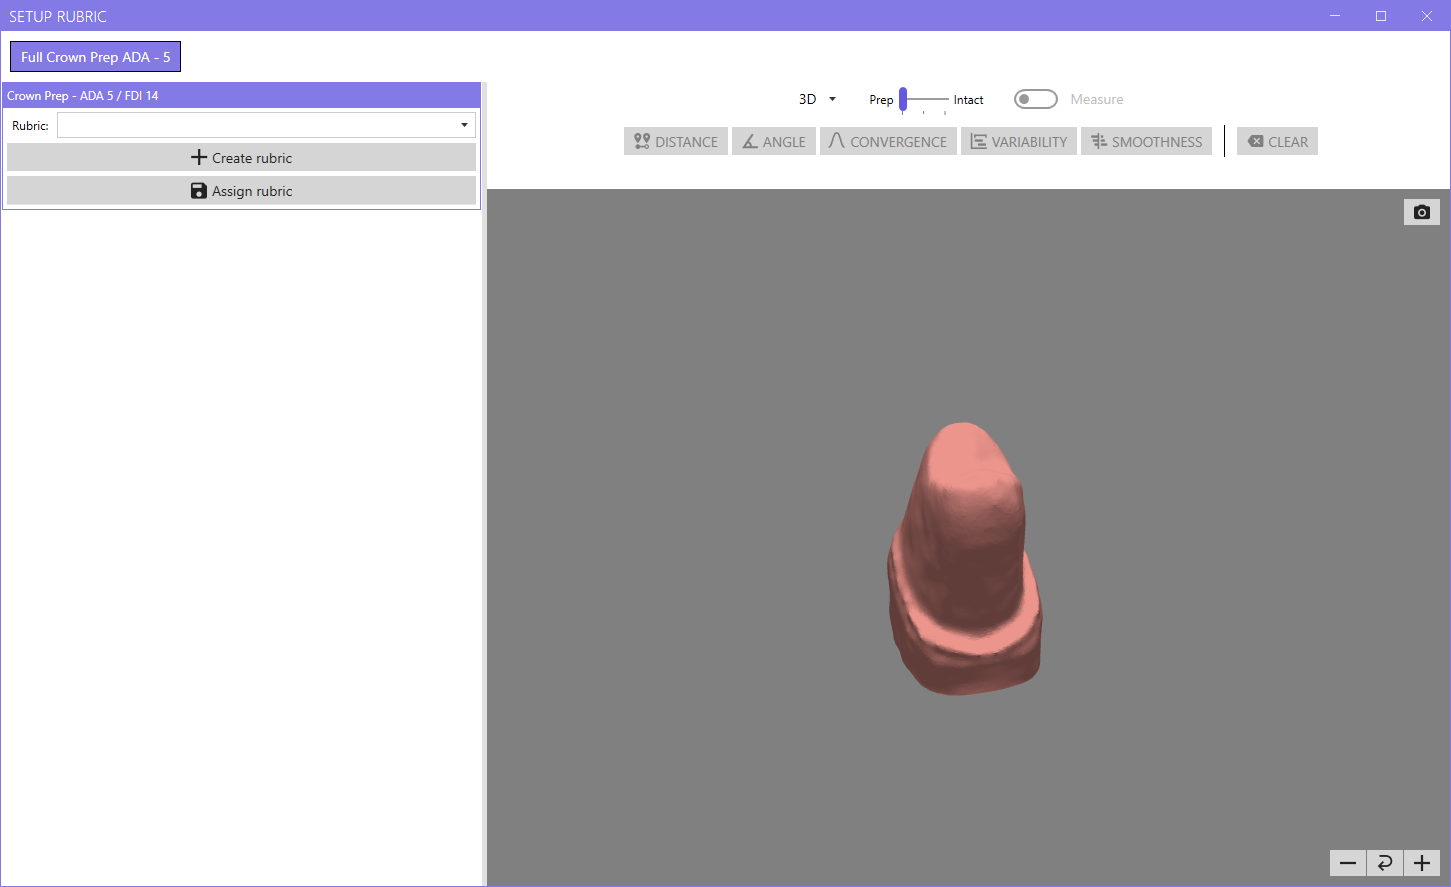 SETUP RUBRIC
Full Crown Prep ADA - 5
Crown Prep - ADA 5 / FDI 14
Rubric:
Create rubric
Assign rubric
3D Prep Intact Measure
DISTANCE ANGLE CONVERGENCE VARIABILITY SMOOTHNESS CLEAR